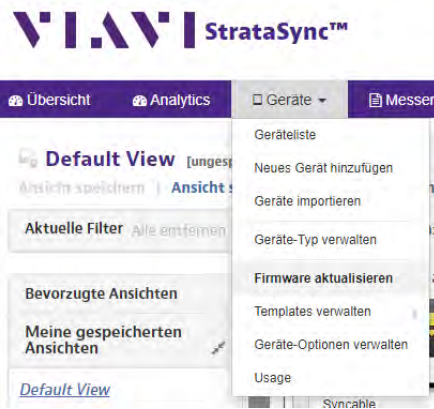 VIAVI StrataSync™
Übersicht Analytics Geräte Messer
Default View [ungesp
Ansicht speichern | Ansicht s
Aktuelle Filter Alle entfernen
Bevorzugte Ansichten
Meine gespeicherten
Ansichten
Default View
Geräteliste
Neues Gerät hinzufügen
Geräte importieren
Geräte-Typ verwalten
Firmware aktualisieren
Templates verwalten
Geräte-Optionen verwalten
Usage
Syncable